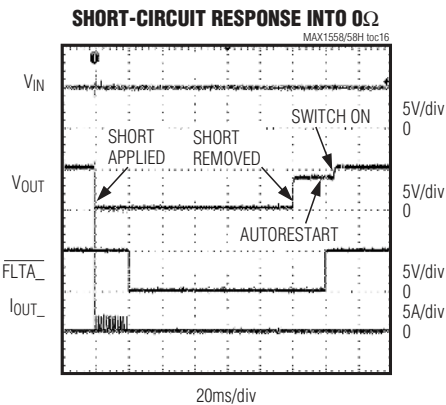 SHORT-CIRCUIT RESPONSE INTO 0Ω
MAX1558/58H toc16
VIN
5V/div
0
SWITCH ON
SHORT
APPLIED
SHORT
REMOVED
VOUT
5V/div
0
AUTORESTART
FLTA_
5V/div
0
IOUT_
5A/div
0
20ms/div